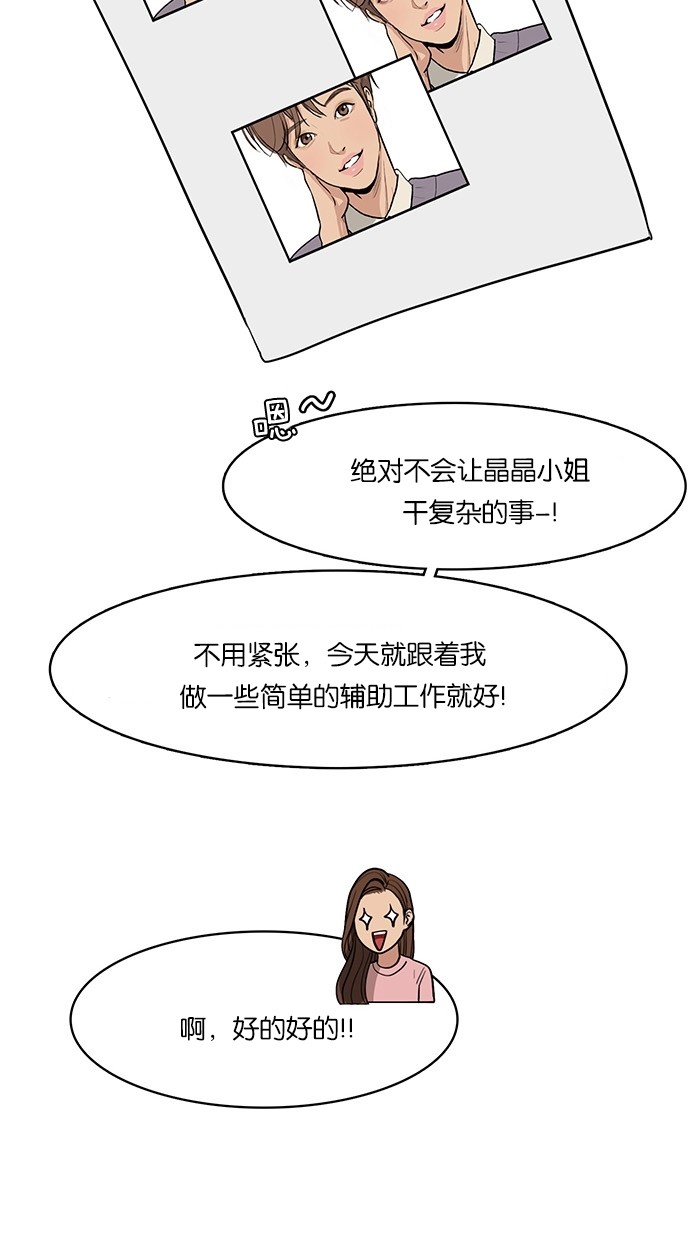 嗯~
绝对不会让晶晶小姐
干复杂的事-!
不用紧张，今天就跟着我
做一些简单的辅助工作就好!
啊，好的好的!!